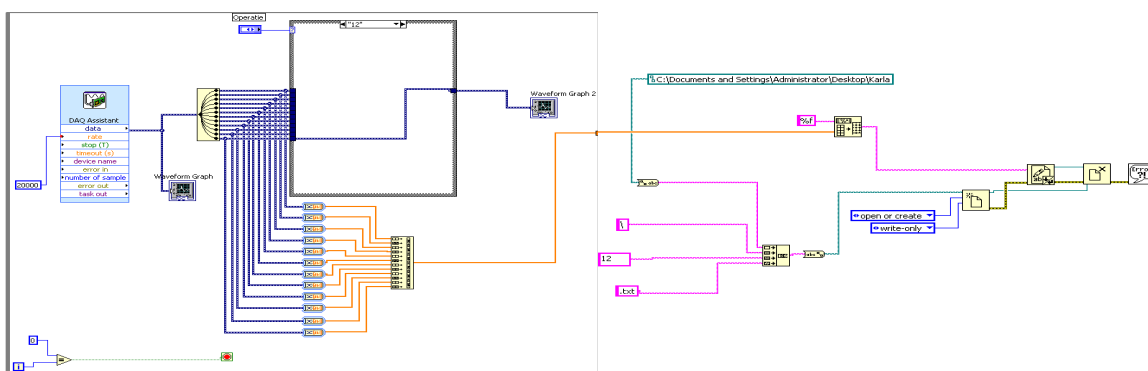 Operatie
"12"
DAQ Assistant
data
rate
stop (T)
timeout (s)
device name
error in
number of sample
error out
task out
20000
Waveform Graph
Waveform Graph 2
0
i
=
C:\Documents and Settings\Administrator\Desktop\Karla
%f
\
12
.txt
open or create
write-only